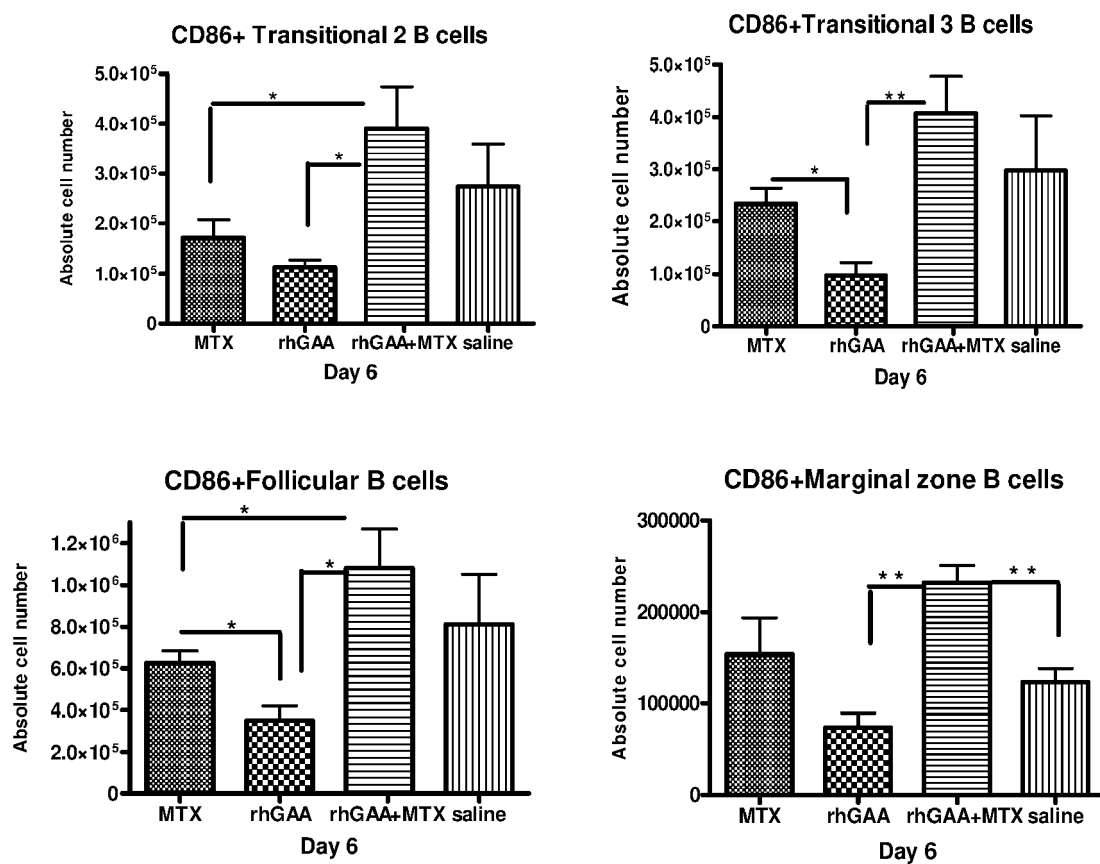 CD86+ Transitional 2 B cells
Absolute cell number
5.0×10⁵
4.0×10⁵
3.0×10⁵
2.0×10⁵
1.0×10⁵
0
*
*
MTX rhGAA rhGAA+MTX saline
Day 6
CD86+Transitional 3 B cells
Absolute cell number
5.0×10⁵
4.0×10⁵
3.0×10⁵
2.0×10⁵
1.0×10⁵
0
**
*
MTX rhGAA rhGAA+MTX saline
Day 6
CD86+Follicular B cells
Absolute cell number
1.2×10⁶
1.0×10⁶
8.0×10⁵
6.0×10⁵
4.0×10⁵
2.0×10⁵
0
*
*
*
MTX rhGAA rhGAA+MTX saline
Day 6
CD86+Marginal zone B cells
Absolute cell number
300000
200000
100000
0
** **
MTX rhGAA rhGAA+MTX saline
Day 6